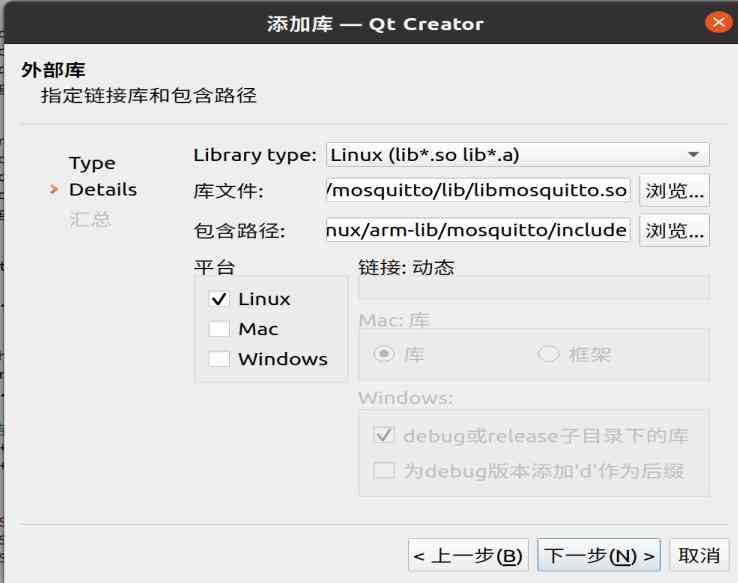 添加库 — Qt Creator
外部库
指定链接库和包含路径
Type
Details
汇总
Library type: Linux (lib*.so lib*.a)
库文件: /mosquitto/lib/libmosquitto.so 浏览...
包含路径: nux/arm-lib/mosquitto/include 浏览...
平台
Linux
Mac
Windows
链接: 动态
Mac: 库
库 框架
Windows:
debug或release子目录下的库
为debug版本添加'd'作为后缀
< 上一步(B) 下一步(N) > 取消